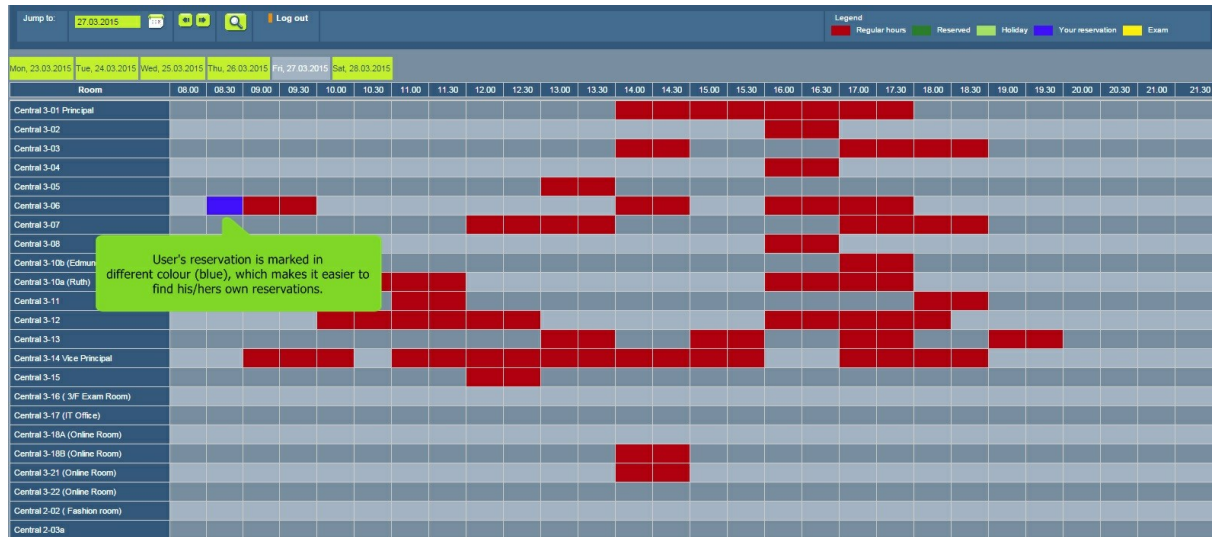 Jump to:
27.03.2015
Log out
Legend
Regular hours Reserved Holiday Your reservation Exam
Mon, 23.03.2015 Tue, 24.03.2015 Wed, 25.03.2015 Thu, 26.03.2015 Fri, 27.03.2015 Sat, 28.03.2015
Room 08.00 08.30 09.00 09.30 10.00 10.30 11.00 11.30 12.00 12.30 13.00 13.30 14.00 14.30 15.00 15.30 16.00 16.30 17.00 17.30 18.00 18.30 19.00 19.30 20.00 20.30 21.00 21.30
Central 3-01 Principal
Central 3-02
Central 3-03
Central 3-04
Central 3-05
Central 3-06
Central 3-07
Central 3-08
Central 3-10b (Edmun
Central 3-10a (Ruth)
Central 3-11
Central 3-12
Central 3-13
Central 3-14 Vice Principal
Central 3-15
Central 3-16 ( 3/F Exam Room)
Central 3-17 (IT Office)
Central 3-18A (Online Room)
Central 3-18B (Online Room)
Central 3-21 (Online Room)
Central 3-22 (Online Room)
Central 2-02 ( Fashion room)
Central 2-03a
User's reservation is marked in
different colour (blue), which makes it easier to
find his/hers own reservations.